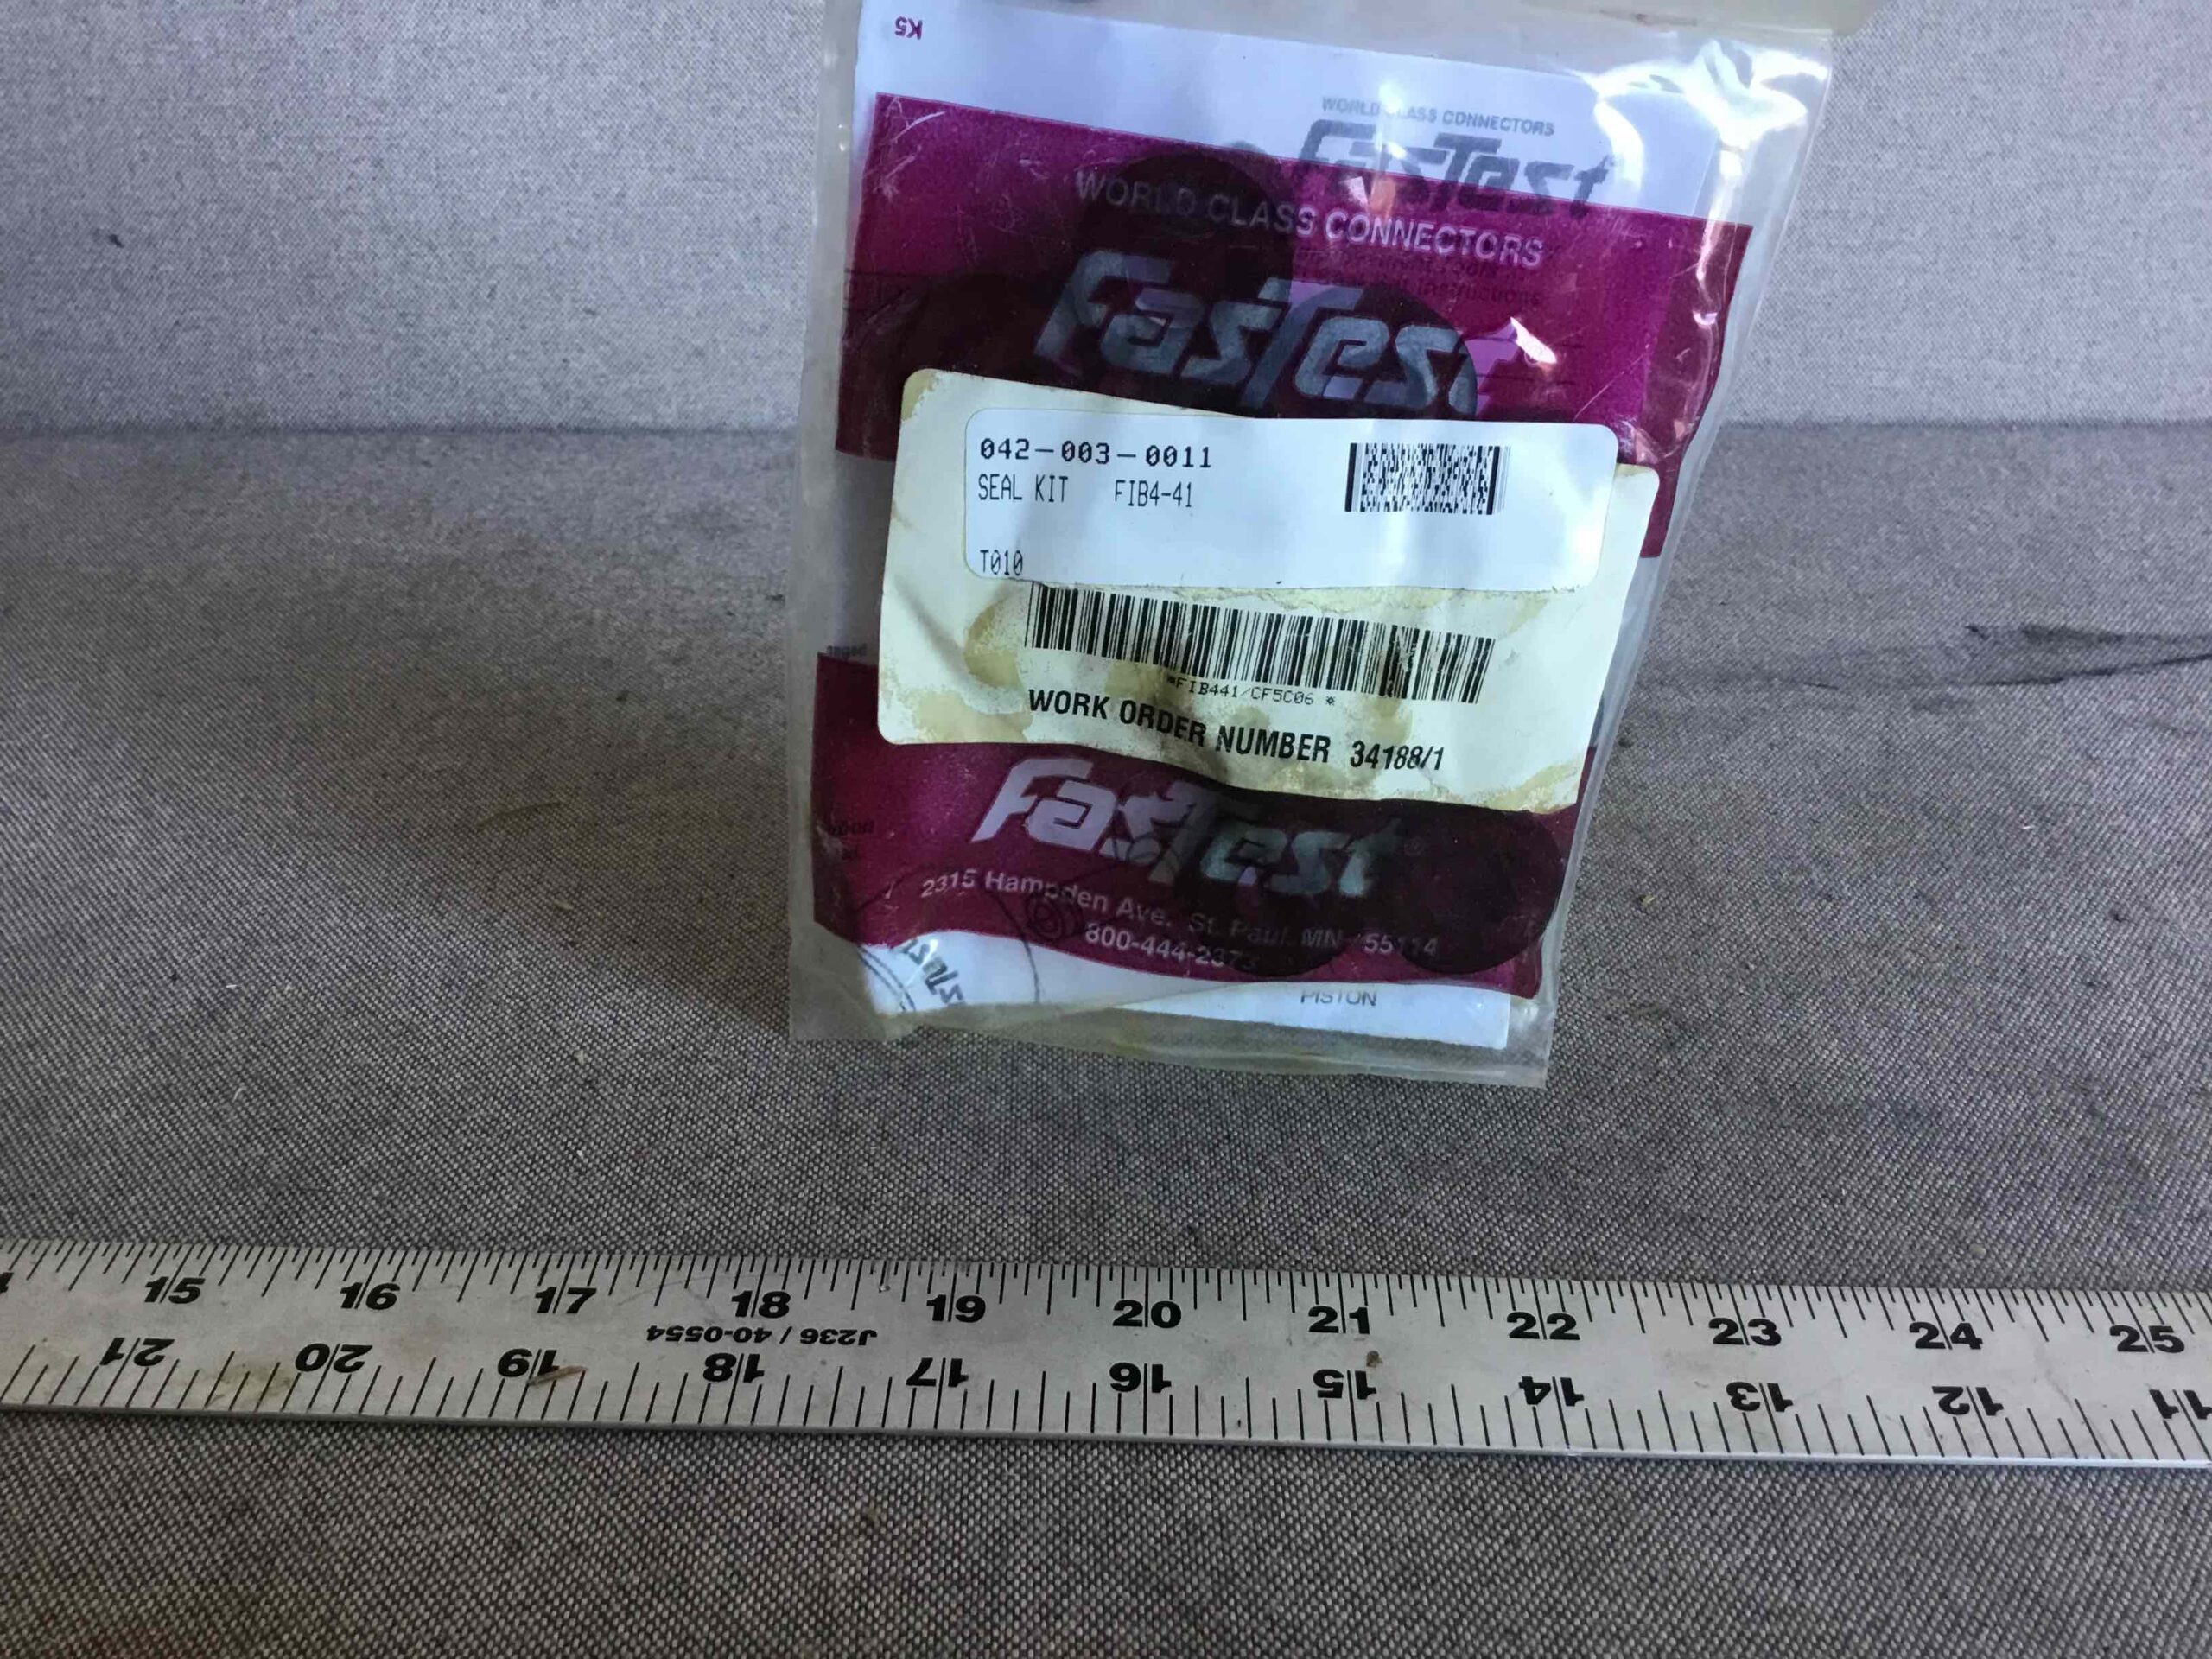 K5
WORLD CLASS CONNECTORS
FasTest
WORLD CLASS CONNECTORS
Instructions
FasTest®
042-003-0011
SEAL KIT FIB4-41
T010
*FIB441/CF5C06 *
WORK ORDER NUMBER 34188/1
FasTest®
2315 Hampden Ave. St. Paul, MN 55114
800-444-2373
PISTON
15 16 17 18 19 20 21 22 23 24 25
J236 / 40-0554
21 20 19 18 17 16 15 14 13 12 11